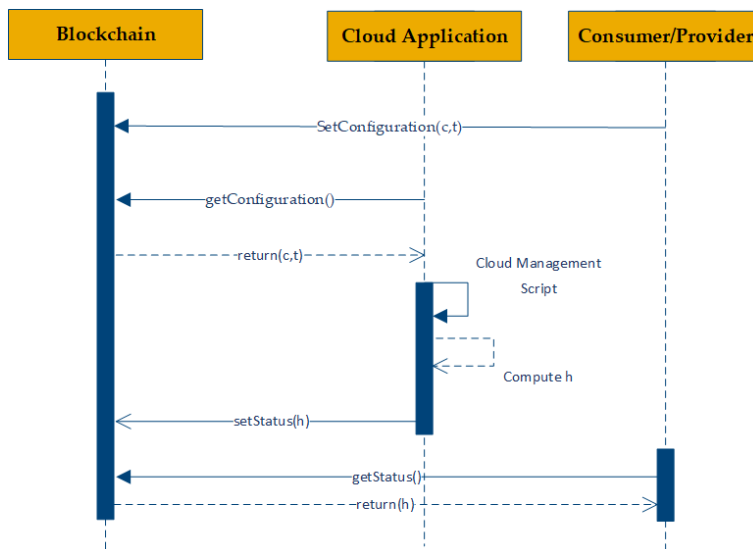 Blockchain
Cloud Application
Consumer/Provider
SetConfiguration(c,t)
getConfiguration()
return(c,t)
Cloud Management
Script
Compute h
setStatus(h)
getStatus()
return(h)